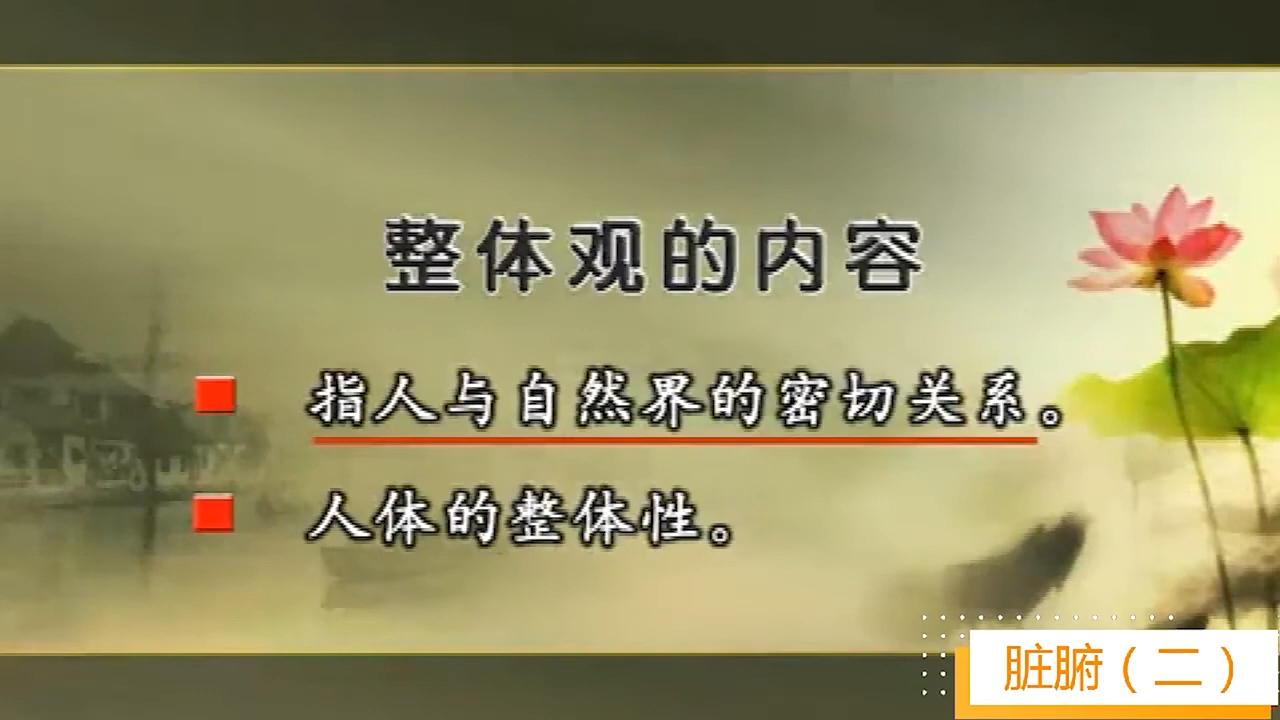 整体观的内容
指人与自然界的密切关系。
人体的整体性。
脏腑（二）